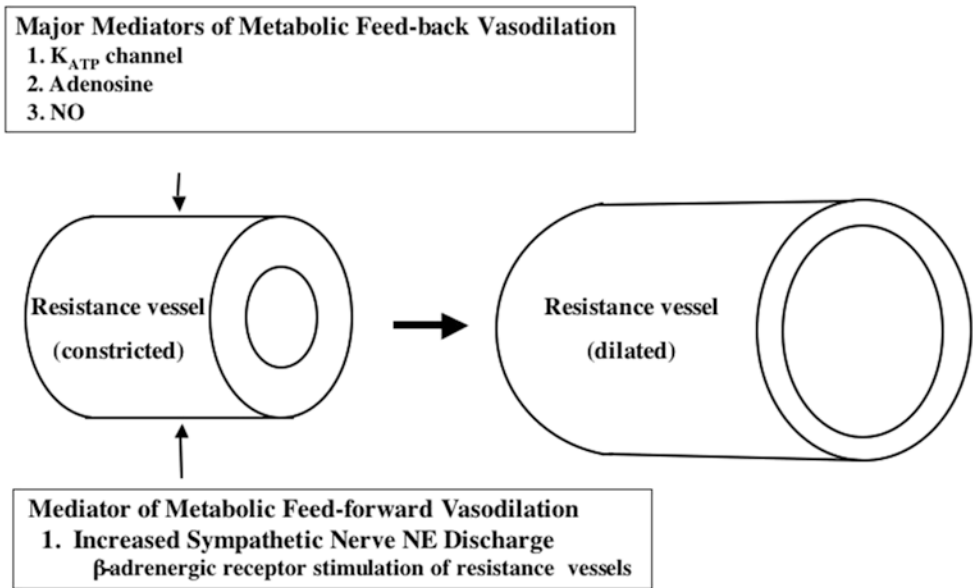 Major Mediators of Metabolic Feed-back Vasodilation
1. KATP channel
2. Adenosine
3. NO
Resistance vessel
(constricted)
Resistance vessel
(dilated)
Mediator of Metabolic Feed-forward Vasodilation
1. Increased Sympathetic Nerve NE Discharge
β-adrenergic receptor stimulation of resistance vessels